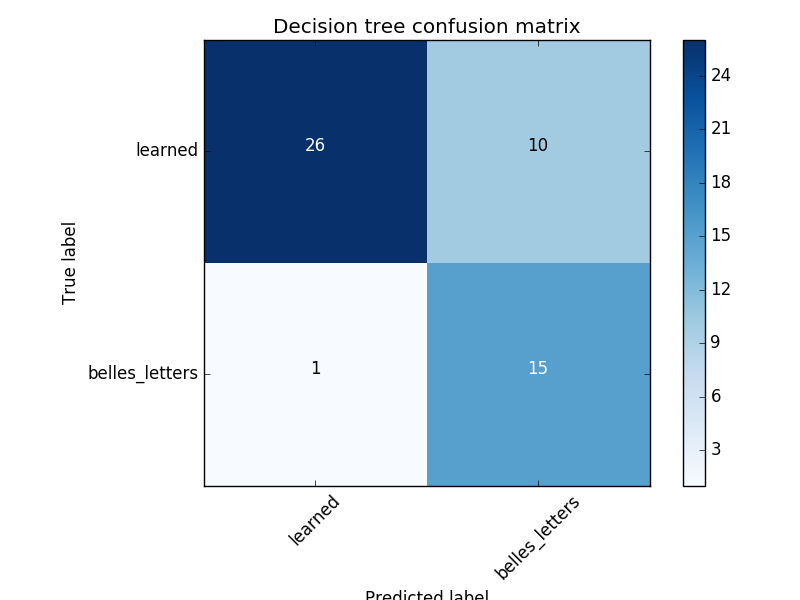 Decision tree confusion matrix
True label
learned
26
10
belles_letters
1
15
learned
belles_letters
Predicted label
24
21
18
15
12
9
6
3